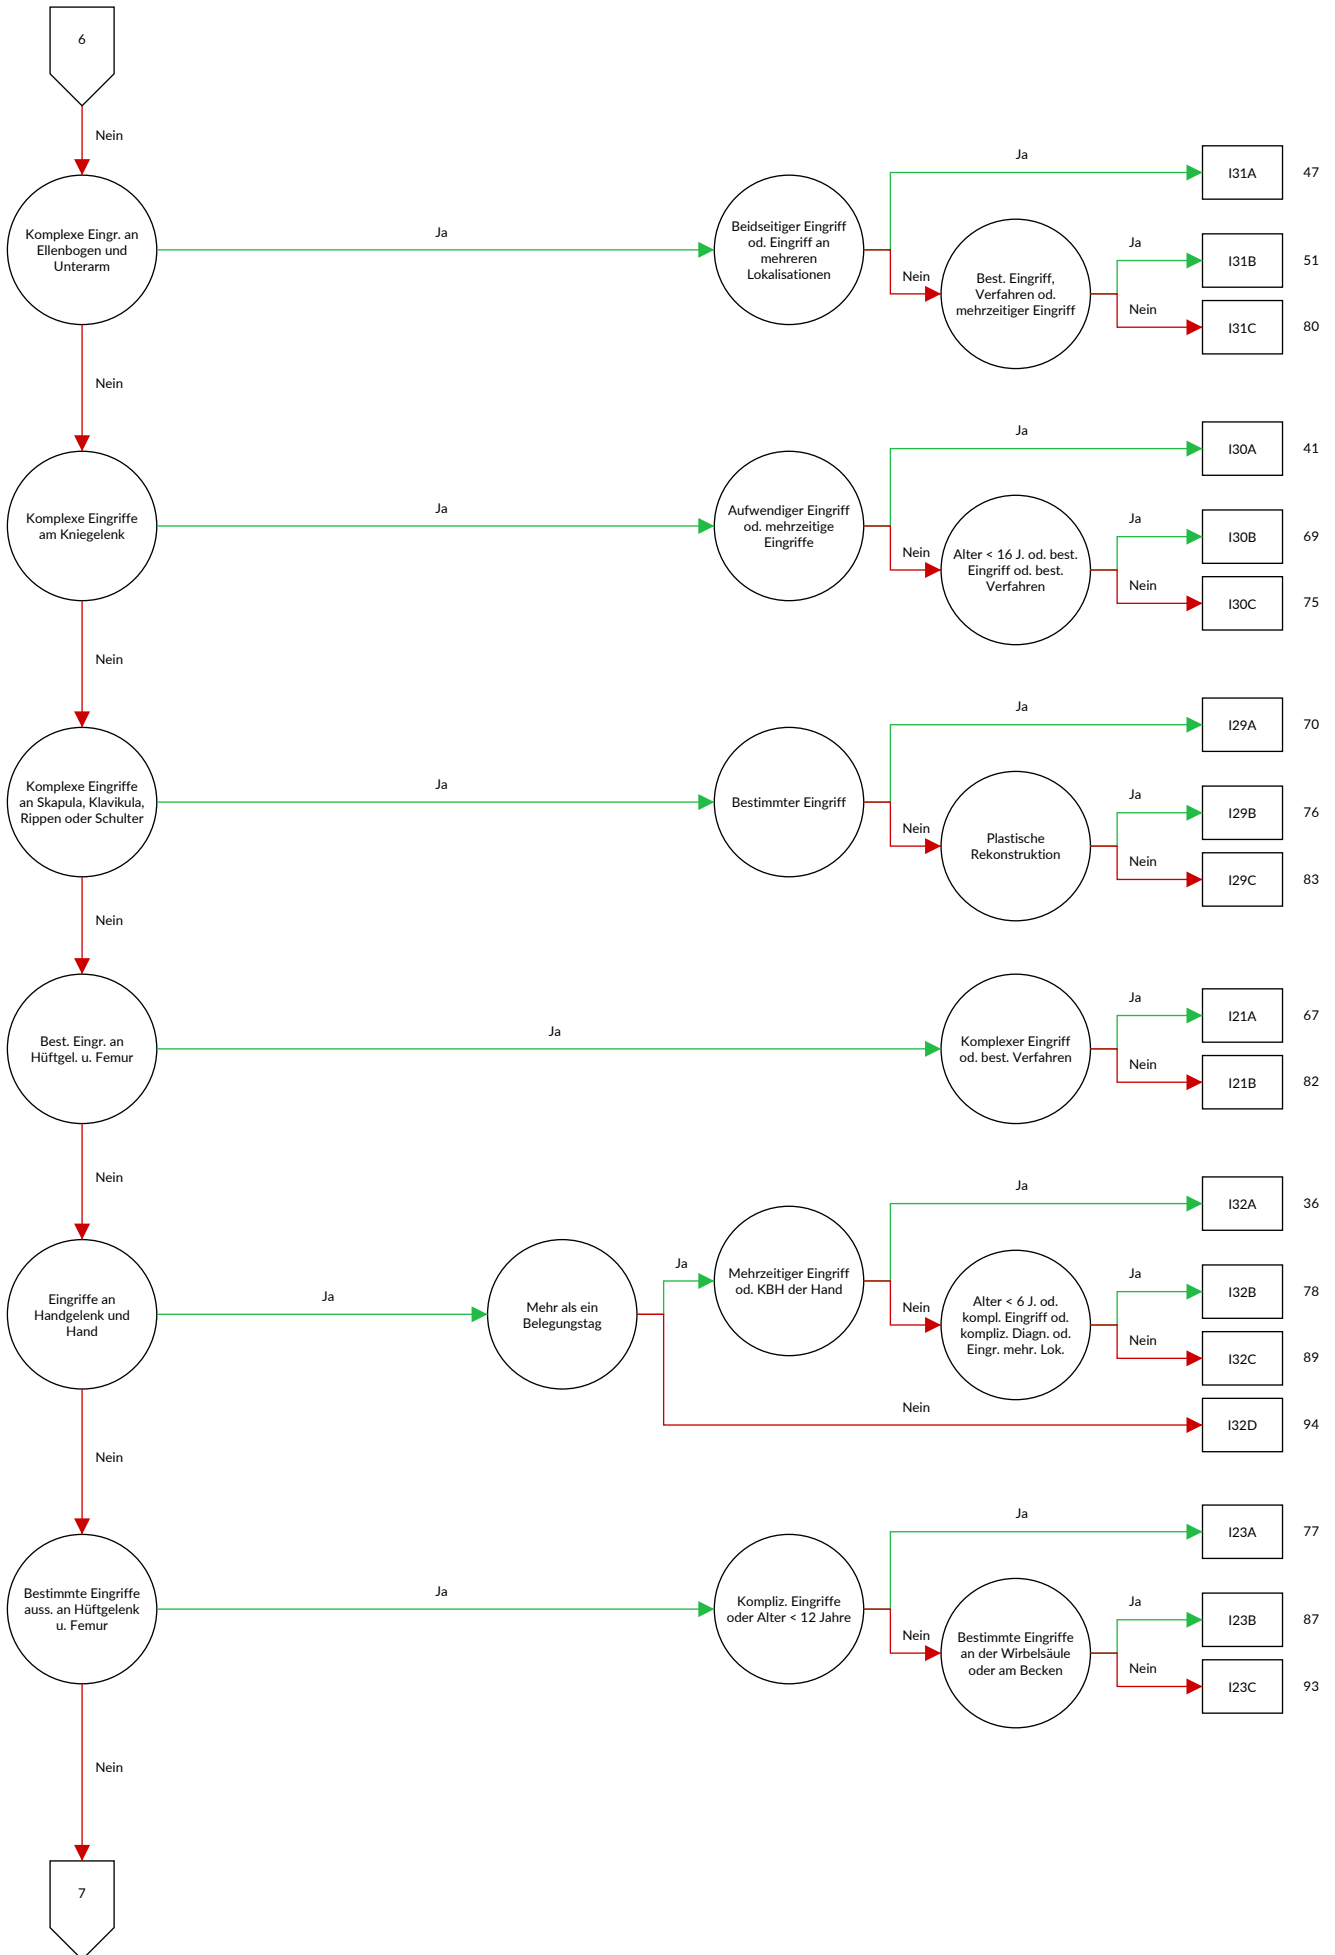 6
Nein
Komplexe Eingr. an
Ellenbogen und
Unterarm
Ja
Beidseitiger Eingriff
od. Eingriff an
mehreren
Lokalisationen
Ja
I31A
47
Nein
Best. Eingriff,
Verfahren od.
mehrzeitiger Eingriff
Ja
I31B
51
Nein
I31C
80
Nein
Komplexe Eingriffe
am Kniegelenk
Ja
Aufwendiger Eingriff
od. mehrzeitige
Eingriffe
Ja
I30A
41
Nein
Alter < 16 J. od. best.
Eingriff od. best.
Verfahren
Ja
I30B
69
Nein
I30C
75
Nein
Komplexe Eingriffe
an Skapula, Klavikula,
Rippen oder Schulter
Ja
Bestimmter Eingriff
Ja
I29A
70
Nein
Plastische
Rekonstruktion
Ja
I29B
76
Nein
I29C
83
Nein
Best. Eingr. an
Hüftgel. u. Femur
Ja
Komplexer Eingriff
od. best. Verfahren
Ja
I21A
67
Nein
I21B
82
Nein
Eingriffe an
Handgelenk und
Hand
Ja
Mehr als ein
Belegungstag
Ja
Mehrzeitiger Eingriff
od. KBH der Hand
Ja
I32A
36
Nein
Alter < 6 J. od.
kompl. Eingriff od.
kompliz. Diagn. od.
Eingr. mehr. Lok.
Ja
I32B
78
Nein
I32C
89
Nein
I32D
94
Nein
Bestimmte Eingriffe
auss. an Hüftgelenk
u. Femur
Ja
Kompliz. Eingriffe
oder Alter < 12 Jahre
Ja
I23A
77
Nein
Bestimmte Eingriffe
an der Wirbelsäule
oder am Becken
Ja
I23B
87
Nein
I23C
93
Nein
7